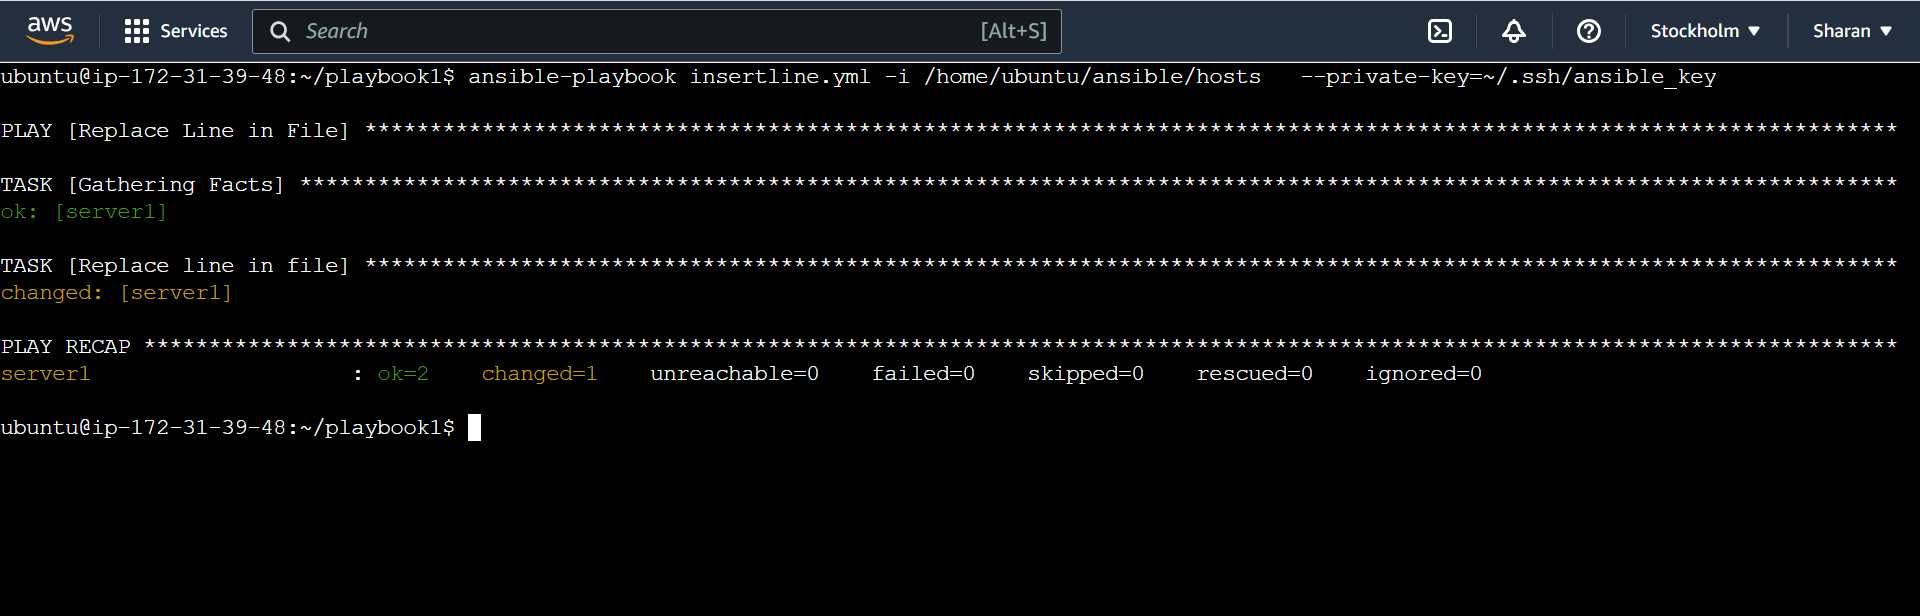 aws Services Search [Alt+S] Stockholm ▼ Sharan ▼
ubuntu@ip-172-31-39-48:~/playbook1$ ansible-playbook insertline.yml -i /home/ubuntu/ansible/hosts   --private-key=~/.ssh/ansible_key
PLAY [Replace Line in File] **********************************************************************************************************************
TASK [Gathering Facts] ***************************************************************************************************************************
ok: [server1]
TASK [Replace line in file] **********************************************************************************************************************
changed: [server1]
PLAY RECAP ***************************************************************************************************************************************
server1                    : ok=2    changed=1    unreachable=0    failed=0    skipped=0    rescued=0    ignored=0
ubuntu@ip-172-31-39-48:~/playbook1$